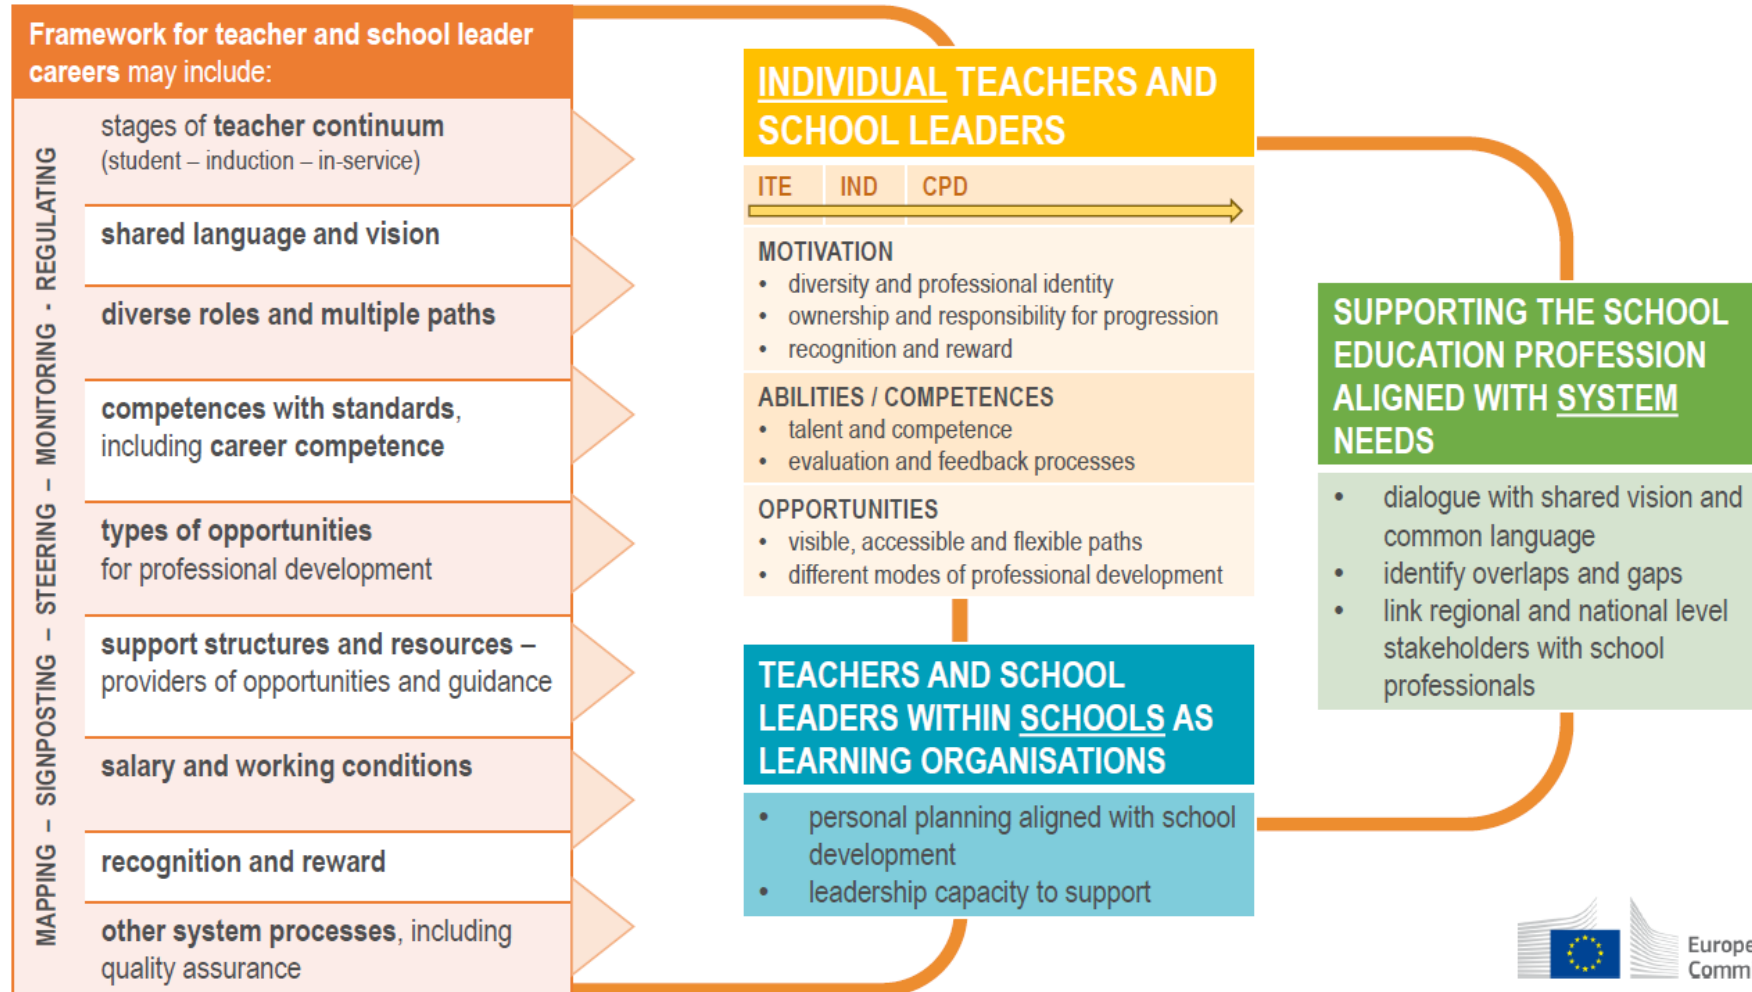 Framework for teacher and school leader
careers may include:
MAPPING – SIGNPOSTING – STEERING – MONITORING - REGULATING
stages of teacher continuum
(student – induction – in-service)
shared language and vision
diverse roles and multiple paths
competences with standards,
including career competence
types of opportunities
for professional development
support structures and resources –
providers of opportunities and guidance
salary and working conditions
recognition and reward
other system processes, including
quality assurance
INDIVIDUAL TEACHERS AND
SCHOOL LEADERS
ITE IND CPD
MOTIVATION
• diversity and professional identity
• ownership and responsibility for progression
• recognition and reward
ABILITIES / COMPETENCES
• talent and competence
• evaluation and feedback processes
OPPORTUNITIES
• visible, accessible and flexible paths
• different modes of professional development
TEACHERS AND SCHOOL
LEADERS WITHIN SCHOOLS AS
LEARNING ORGANISATIONS
• personal planning aligned with school
development
• leadership capacity to support
SUPPORTING THE SCHOOL
EDUCATION PROFESSION
ALIGNED WITH SYSTEM
NEEDS
• dialogue with shared vision and
common language
• identify overlaps and gaps
• link regional and national level
stakeholders with school
professionals
Europe
Comm